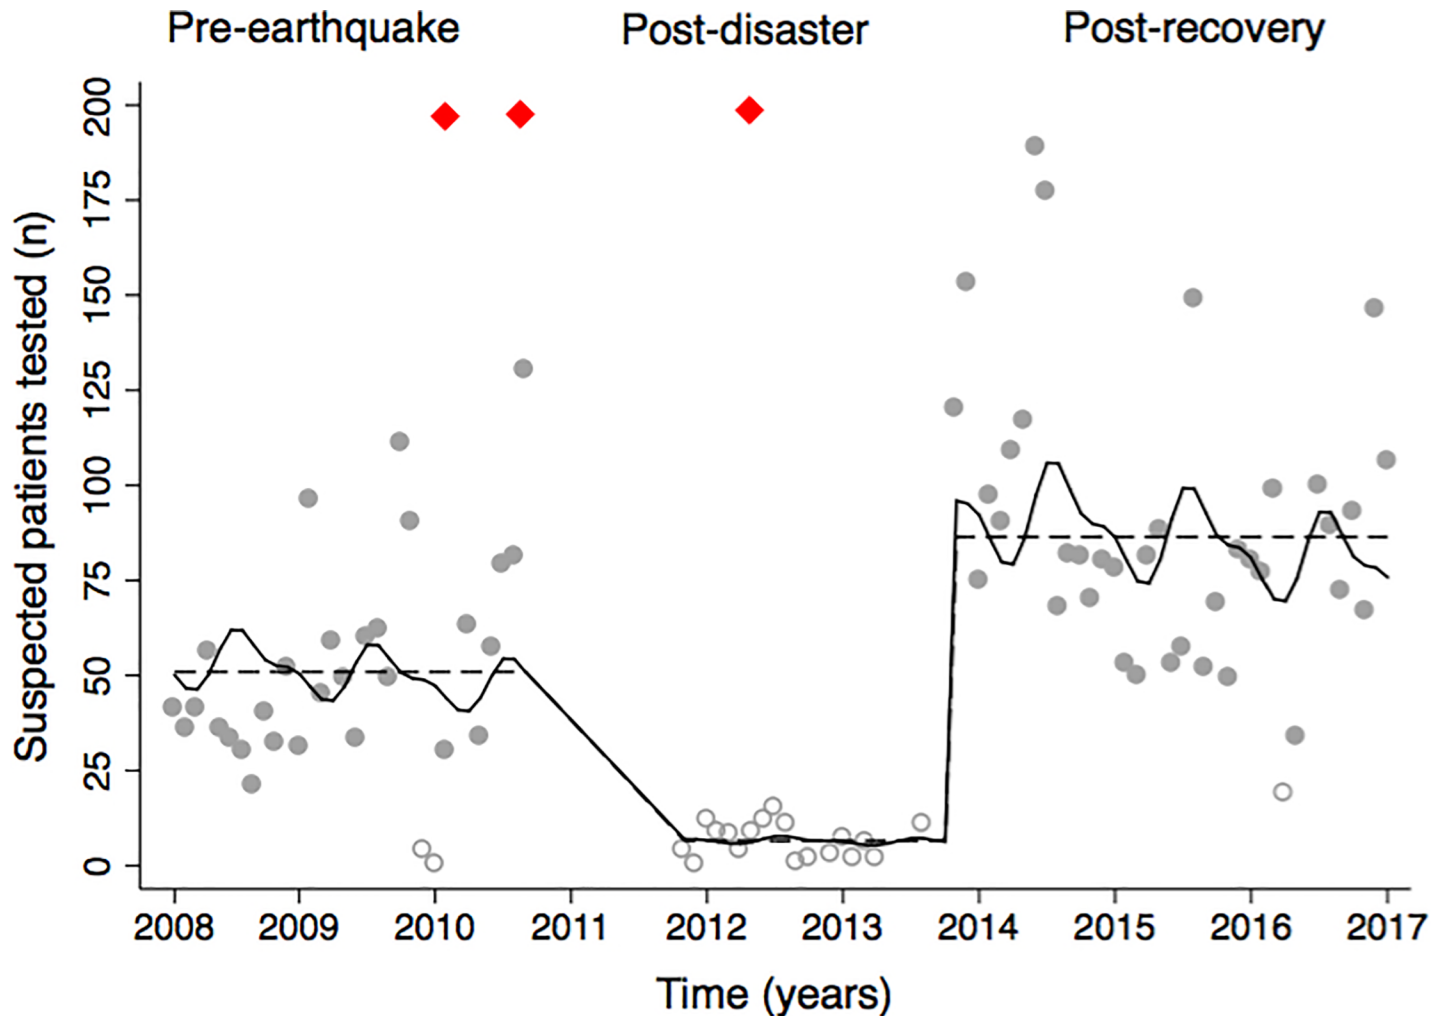 Pre-earthquake Post-disaster Post-recovery
Suspected patients tested (n)
200
175
150
125
100
75
50
25
0
2008 2009 2010 2011 2012 2013 2014 2015 2016 2017
Time (years)